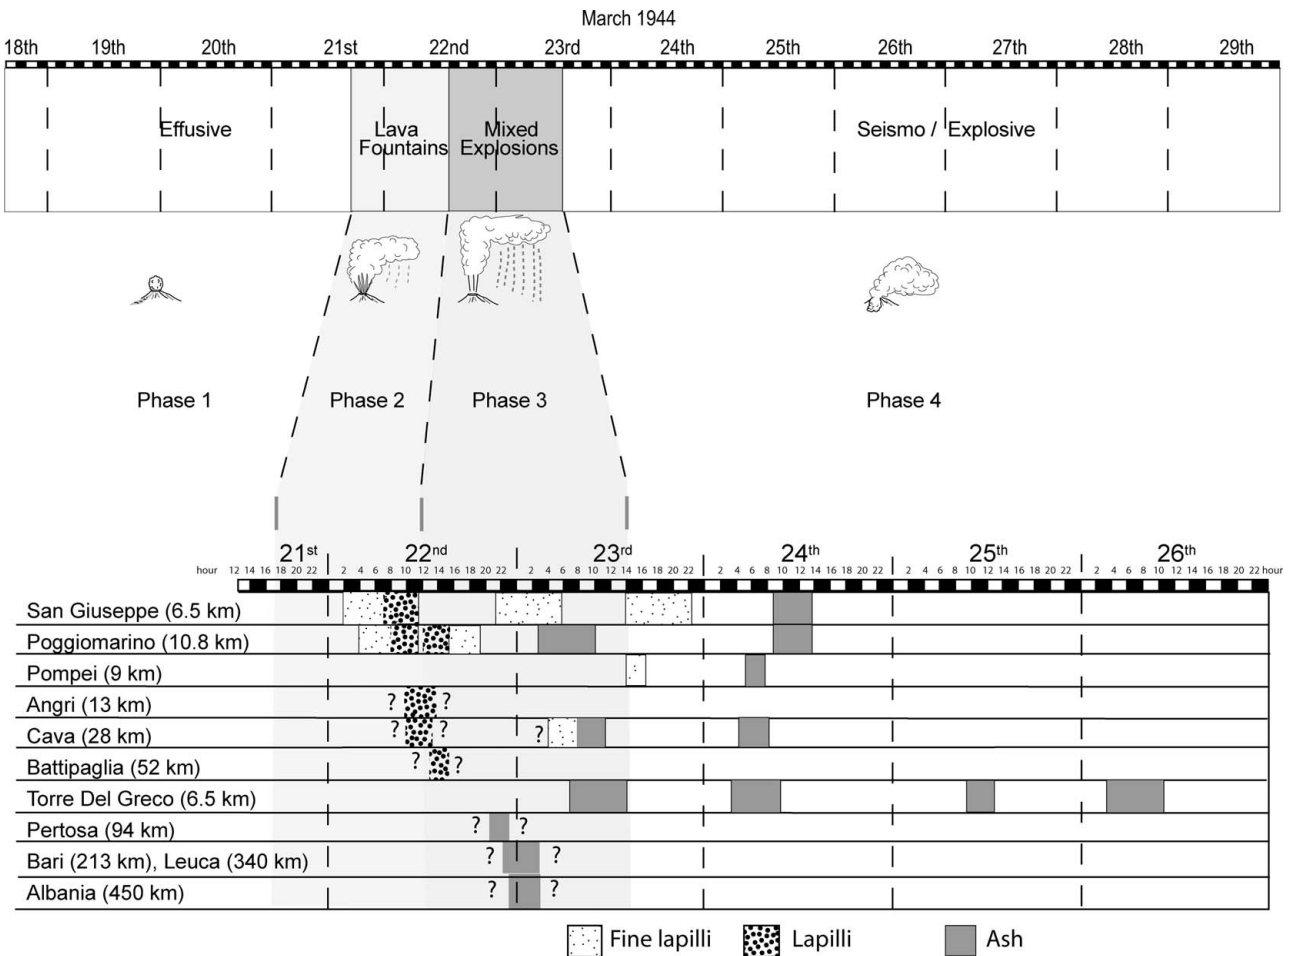 March 1944
18th 19th 20th 21st 22nd 23rd 24th 25th 26th 27th 28th 29th
Effusive
Lava
Fountains
Mixed
Explosions
Seismo / Explosive
Phase 1 Phase 2 Phase 3 Phase 4
21st 22nd 23rd 24th 25th 26th
hour 12 14 16 18 20 22 2 4 6 8 10 12 14 16 18 20 22 2 4 6 8 10 12 14 16 18 20 22 2 4 6 8 10 12 14 16 18 20 22 2 4 6 8 10 12 14 16 18 20 22 2 4 6 8 10 12 14 16 18 20 22 hour
San Giuseppe (6.5 km)
Poggiomarino (10.8 km)
Pompei (9 km)
Angri (13 km) ? ?
Cava (28 km) ? ? ?
Battipaglia (52 km) ? ?
Torre Del Greco (6.5 km)
Pertosa (94 km) ? ?
Bari (213 km), Leuca (340 km) ? ?
Albania (450 km) ? ?
Fine lapilli Lapilli Ash